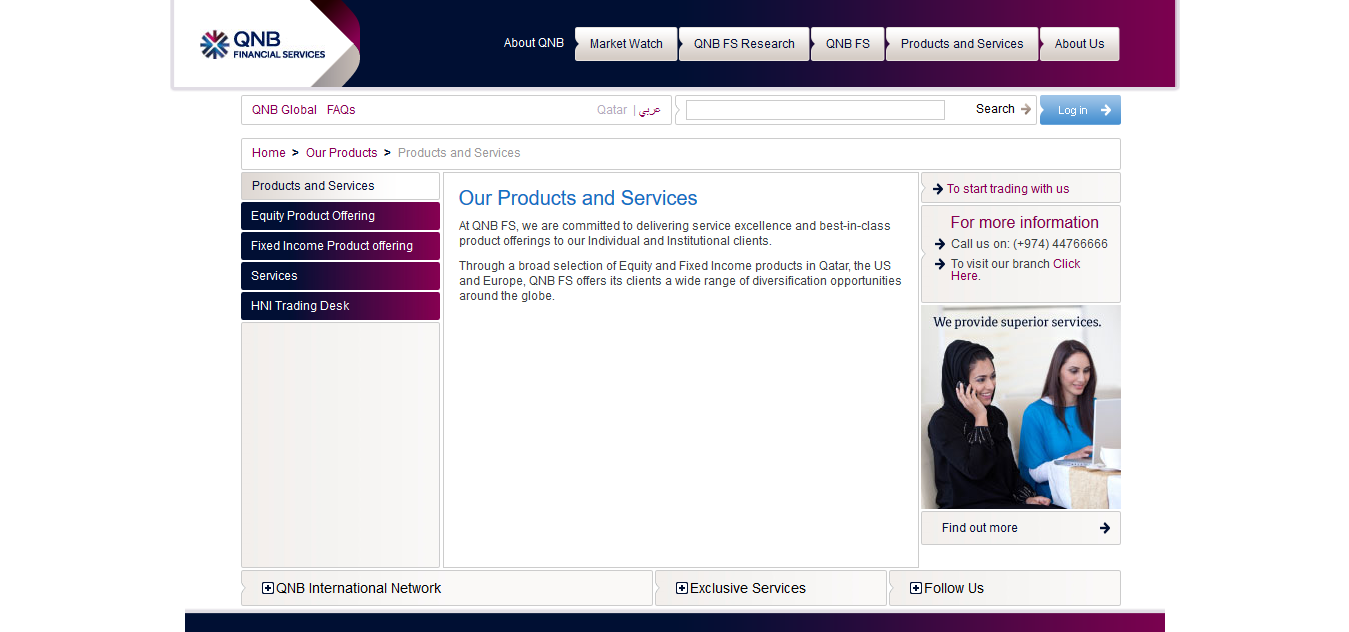 QNB
FINANCIAL SERVICES
About QNB
Market Watch
QNB FS Research
QNB FS
Products and Services
About Us
QNB Global FAQs
Qatar | عربي
Search
Log in
Home > Our Products > Products and Services
Products and Services
Equity Product Offering
Fixed Income Product offering
Services
HNI Trading Desk
Our Products and Services
At QNB FS, we are committed to delivering service excellence and best-in-class
product offerings to our Individual and Institutional clients.
Through a broad selection of Equity and Fixed Income products in Qatar, the US
and Europe, QNB FS offers its clients a wide range of diversification opportunities
around the globe.
To start trading with us
For more information
Call us on: (+974) 44766666
To visit our branch Click
Here.
We provide superior services.
Find out more
QNB International Network
Exclusive Services
Follow Us